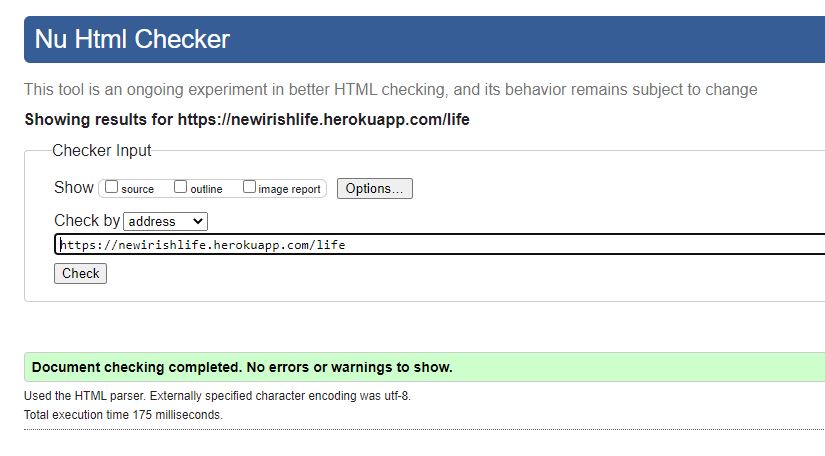 Nu Html Checker
This tool is an ongoing experiment in better HTML checking, and its behavior remains subject to change
Showing results for https://newirishlife.herokuapp.com/life
Checker Input
Show source outline image report Options...
Check by address
https://newirishlife.herokuapp.com/life
Check
Document checking completed. No errors or warnings to show.
Used the HTML parser. Externally specified character encoding was utf-8.
Total execution time 175 milliseconds.